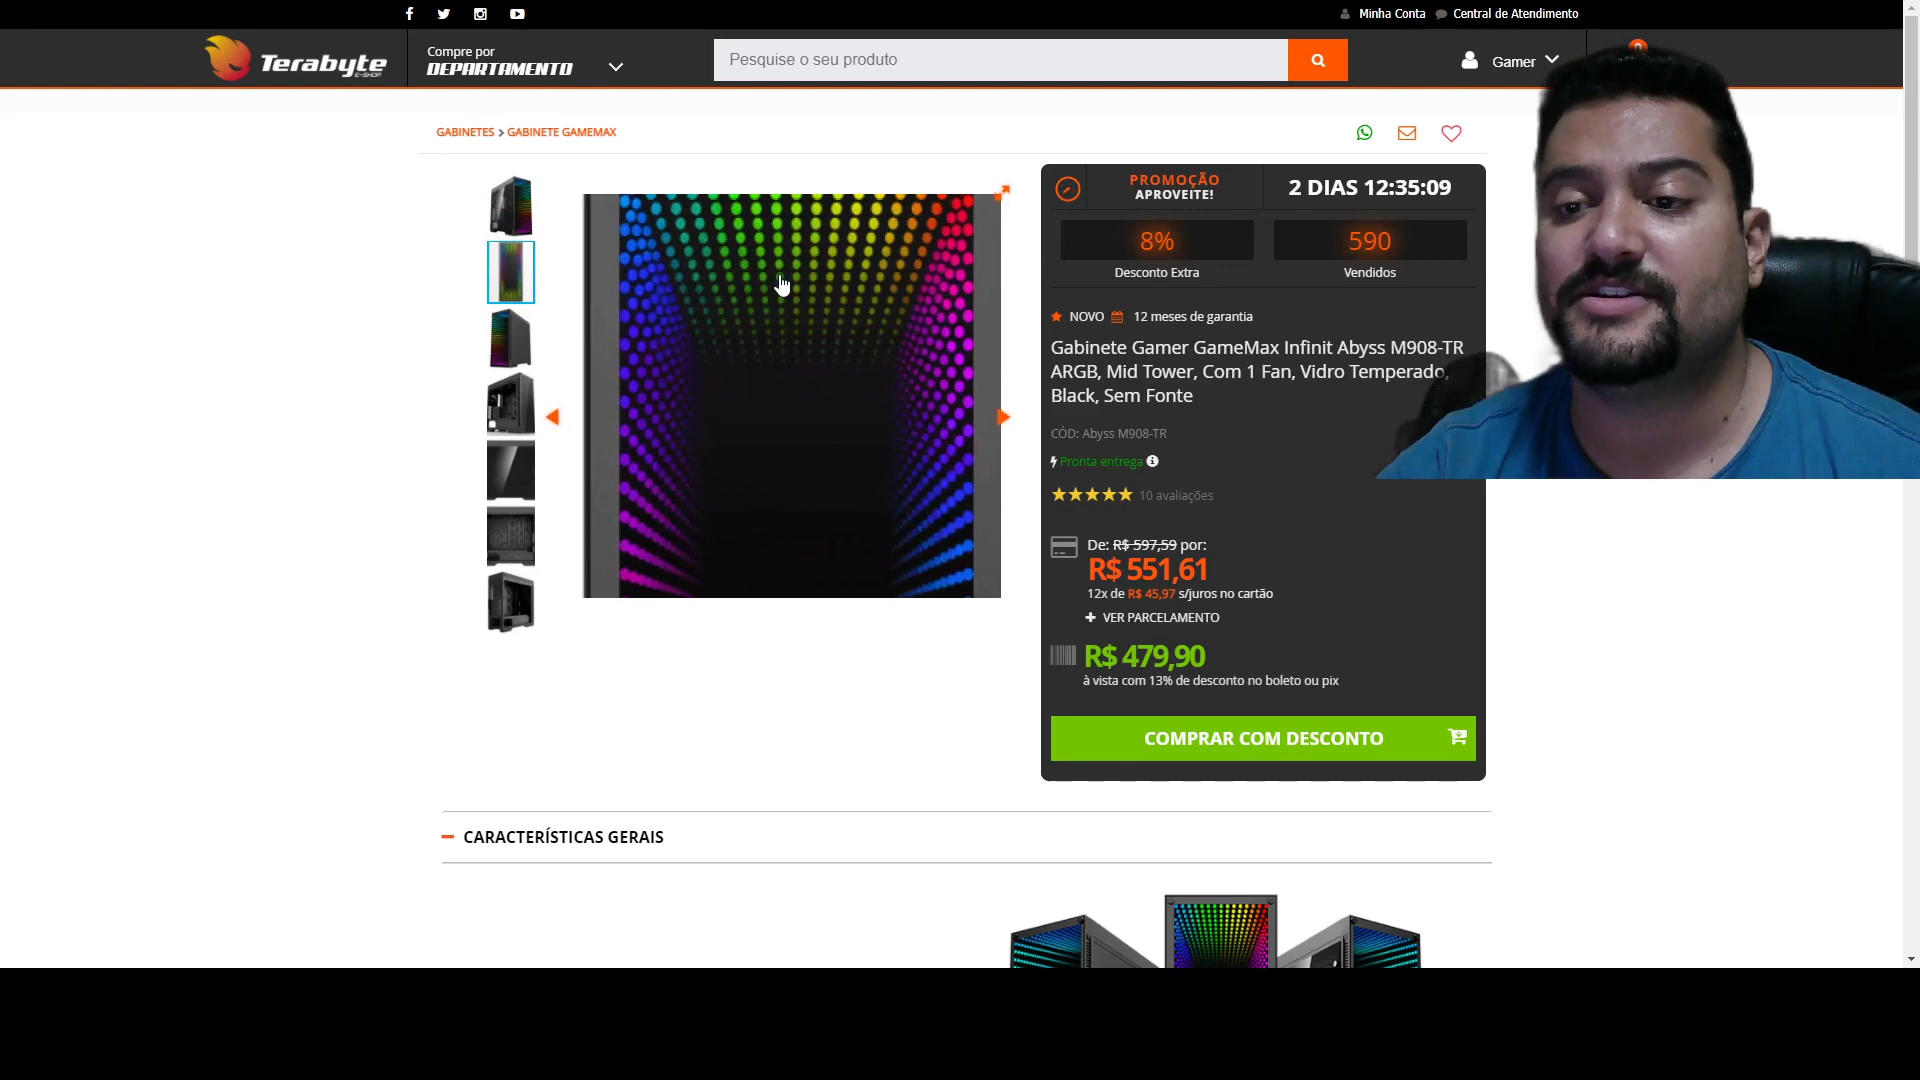 Minha Conta
Central de Atendimento
Terabyte
E-SHOP
Compre por
DEPARTAMENTO
Pesquise o seu produto
Gamer
0
GABINETES > GABINETE GAMEMAX
PROMOÇÃO
APROVEITE!
2 DIAS 12:35:09
8%
590
Desconto Extra
Vendidos
NOVO
12 meses de garantia
Gabinete Gamer GameMax Infinit Abyss M908-TR
ARGB, Mid Tower, Com 1 Fan, Vidro Temperado,
Black, Sem Fonte
CÓD: Abyss M908-TR
Pronta entrega
10 avaliações
De: R$ 597,59 por:
R$ 551,61
12x de R$ 45,97 s/juros no cartão
+ VER PARCELAMENTO
R$ 479,90
à vista com 13% de desconto no boleto ou pix
COMPRAR COM DESCONTO
CARACTERÍSTICAS GERAIS